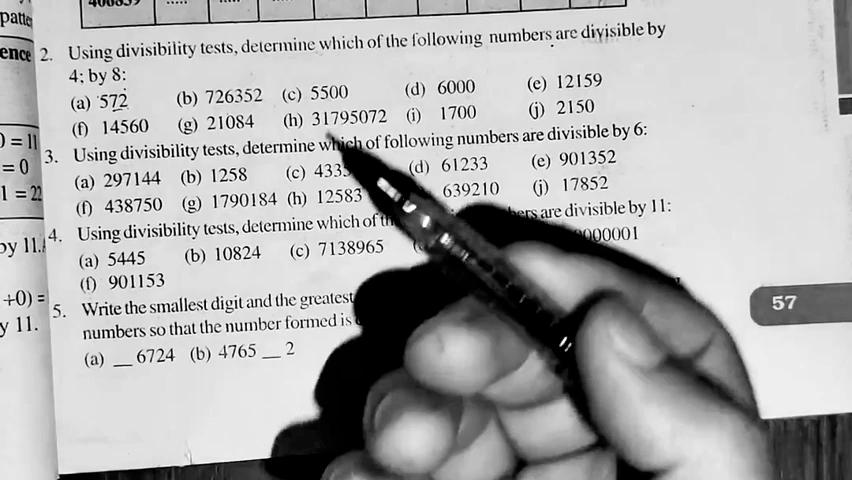 patte
ence
2. Using divisibility tests, determine which of the following numbers are divisible by
4; by 8:
(a) 572 (b) 726352 (c) 5500 (d) 6000 (e) 12159
(f) 14560 (g) 21084 (h) 31795072 (i) 1700 (j) 2150
3. Using divisibility tests, determine which of following numbers are divisible by 6:
(a) 297144 (b) 1258 (c) 4335 (d) 61233 (e) 901352
(f) 438750 (g) 1790184 (h) 12583 639210 (j) 17852
4. Using divisibility tests, determine which of are divisible by 11:
(a) 5445 (b) 10824 (c) 7138965
(f) 901153
5. Write the smallest digit and the greatest
numbers so that the number formed is
(a) __ 6724 (b) 4765 __ 2
= 11
= 0
1 = 22
by 11.
+0) =
y 11.
57